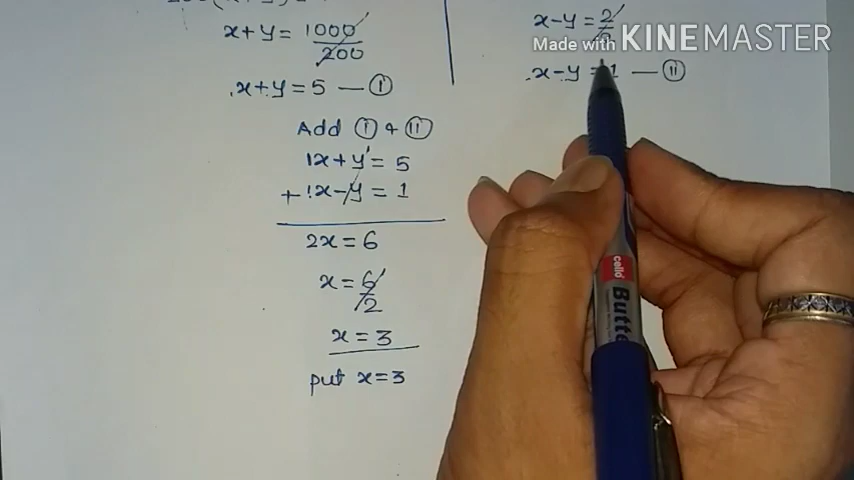 x+y = 1000/200
x+y = 5 — (i)
x-y = 2/
x-y = 1 — (ii)
Made with KINEMASTER
Add (i) & (ii)
1x+y = 5
+ 1x-y = 1
2x = 6
x = 6/2
x = 3
put x=3
cello
Butte